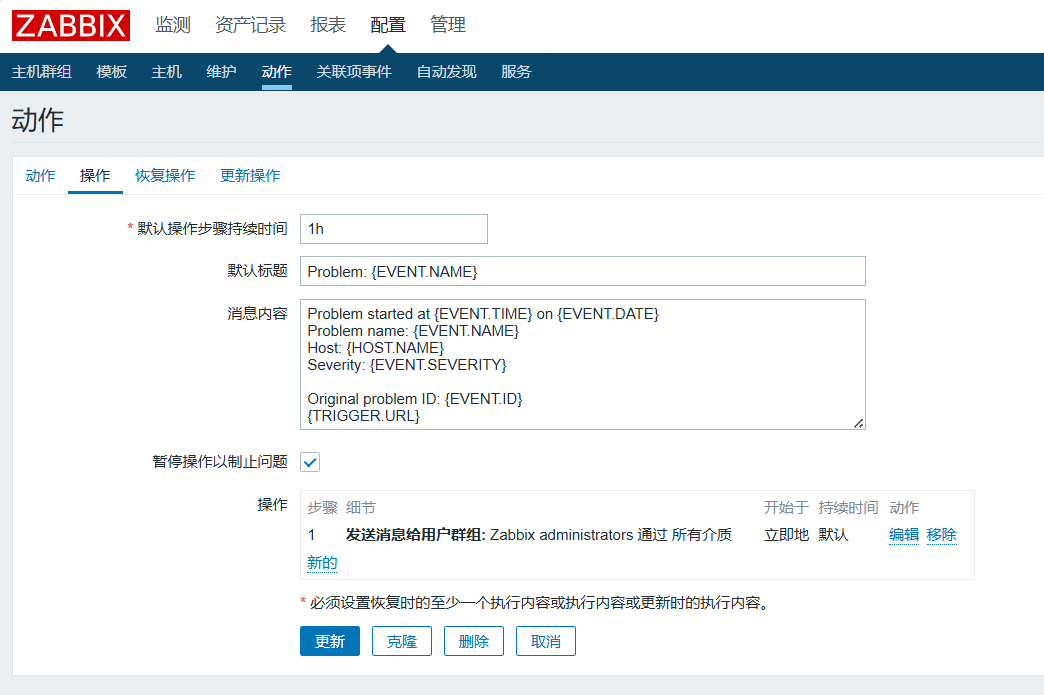 ZABBIX 监测 资产记录 报表 配置 管理
主机群组 模板 主机 维护 动作 关联项事件 自动发现 服务
动作
动作 操作 恢复操作 更新操作
* 默认操作步骤持续时间 1h
默认标题 Problem: {EVENT.NAME}
消息内容 Problem started at {EVENT.TIME} on {EVENT.DATE}
Problem name: {EVENT.NAME}
Host: {HOST.NAME}
Severity: {EVENT.SEVERITY}
Original problem ID: {EVENT.ID}
{TRIGGER.URL}
暂停操作以制止问题
操作 步骤 细节 开始于 持续时间 动作
1 发送消息给用户群组: Zabbix administrators 通过 所有介质 立即地 默认 编辑 移除
新的
* 必须设置恢复时的至少一个执行内容或执行内容或更新时的执行内容。
更新 克隆 删除 取消